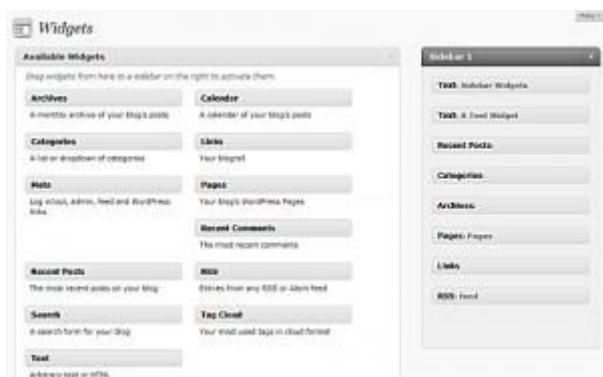 Help
Widgets
Available Widgets
Drag widgets from here to a sidebar on the right to activate them.
Archives
A monthly archive of your blog's posts
Calendar
A calendar of your blog's posts
Categories
A list or dropdown of categories
Links
Your blogroll
Meta
Log in/out, admin, feed and WordPress
links
Pages
Your blog's WordPress Pages
Recent Comments
The most recent comments
Recent Posts
The most recent posts on your blog
RSS
Entries from any RSS or Atom feed
Search
A search form for your blog
Tag Cloud
Your most used tags in cloud format
Text
Arbitrary text or HTML
Sidebar 1
Text: Sidebar Widgets
Text: A Text Widget
Recent Posts
Categories
Archives
Pages: Pages
Links
RSS: Feed